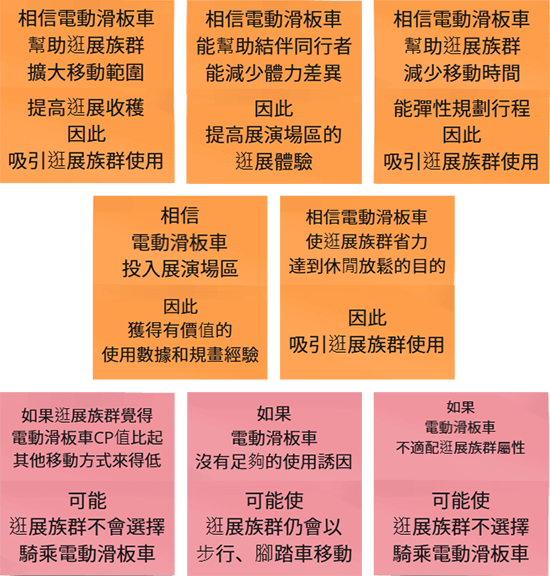 相信電動滑板車
幫助逛展族群
擴大移動範圍
提高逛展收穫
因此
吸引逛展族群使用
相信電動滑板車
能幫助結伴同行者
能減少體力差異
因此
提高展演場區的
逛展體驗
相信電動滑板車
幫助逛展族群
減少移動時間
能彈性規劃行程
因此
吸引逛展族群使用
相信
電動滑板車
投入展演場區
因此
獲得有價值的
使用數據和規畫經驗
相信電動滑板車
使逛展族群省力
達到休閒放鬆的目的
因此
吸引逛展族群使用
如果逛展族群覺得
電動滑板車CP值比起
其他移動方式來得低
可能
逛展族群不會選擇
騎乘電動滑板車
如果
電動滑板車
沒有足夠的使用誘因
可能使
逛展族群仍會以
步行、腳踏車移動
如果
電動滑板車
不適配逛展族群屬性
可能使
逛展族群不選擇
騎乘電動滑板車